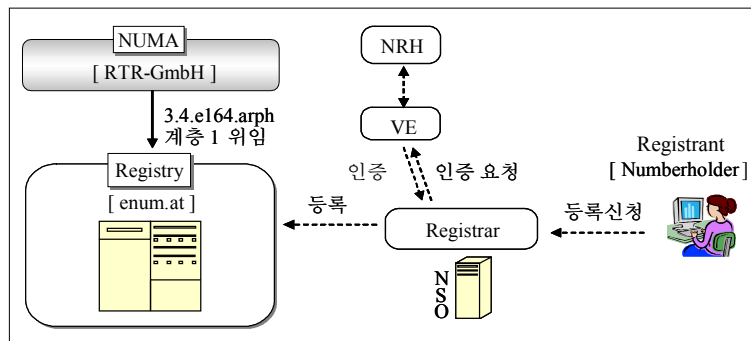 NUMA
[ RTR-GmbH ]
3.4.e164.arph
계층 1 위임
Registry
[ enum.at ]
NRH
VE
인증
인증 요청
등록
Registrar
NSO
등록신청
Registrant
[ Numberholder ]